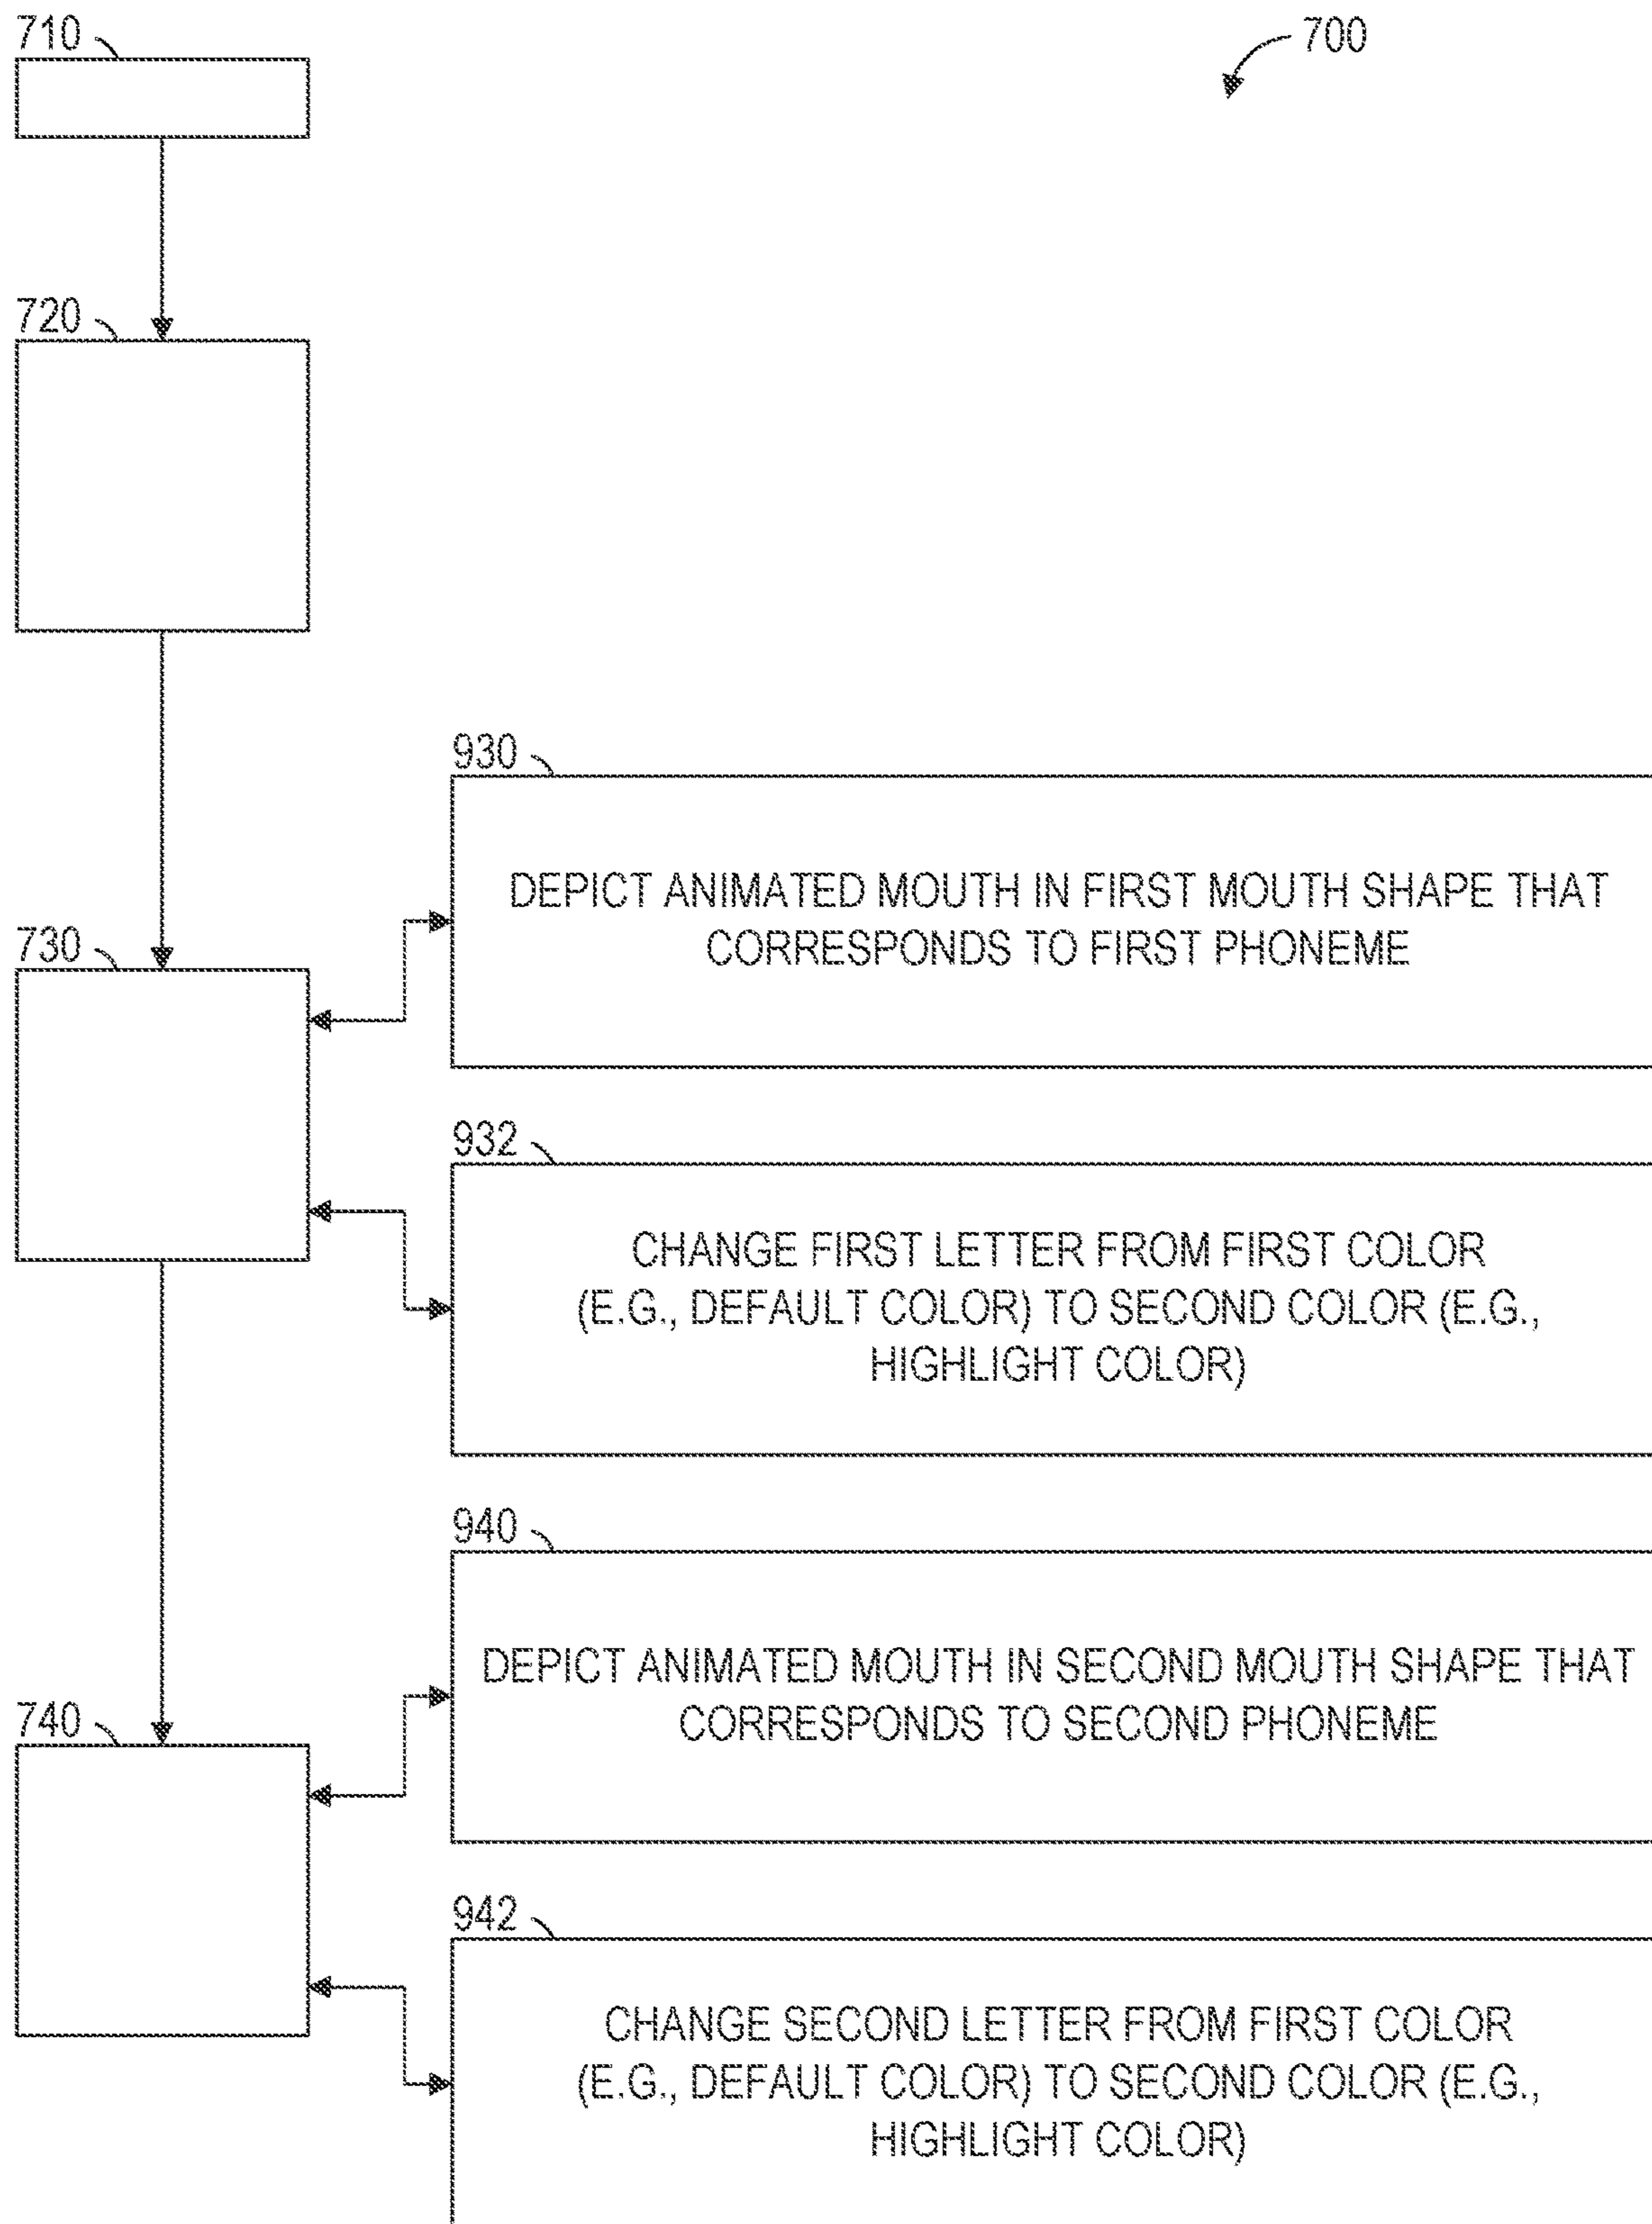 710
700
720
930
DEPICT ANIMATED MOUTH IN FIRST MOUTH SHAPE THAT
CORRESPONDS TO FIRST PHONEME
730
932
CHANGE FIRST LETTER FROM FIRST COLOR
(E.G., DEFAULT COLOR) TO SECOND COLOR (E.G.,
HIGHLIGHT COLOR)
940
DEPICT ANIMATED MOUTH IN SECOND MOUTH SHAPE THAT
CORRESPONDS TO SECOND PHONEME
740
942
CHANGE SECOND LETTER FROM FIRST COLOR
(E.G., DEFAULT COLOR) TO SECOND COLOR (E.G.,
HIGHLIGHT COLOR)